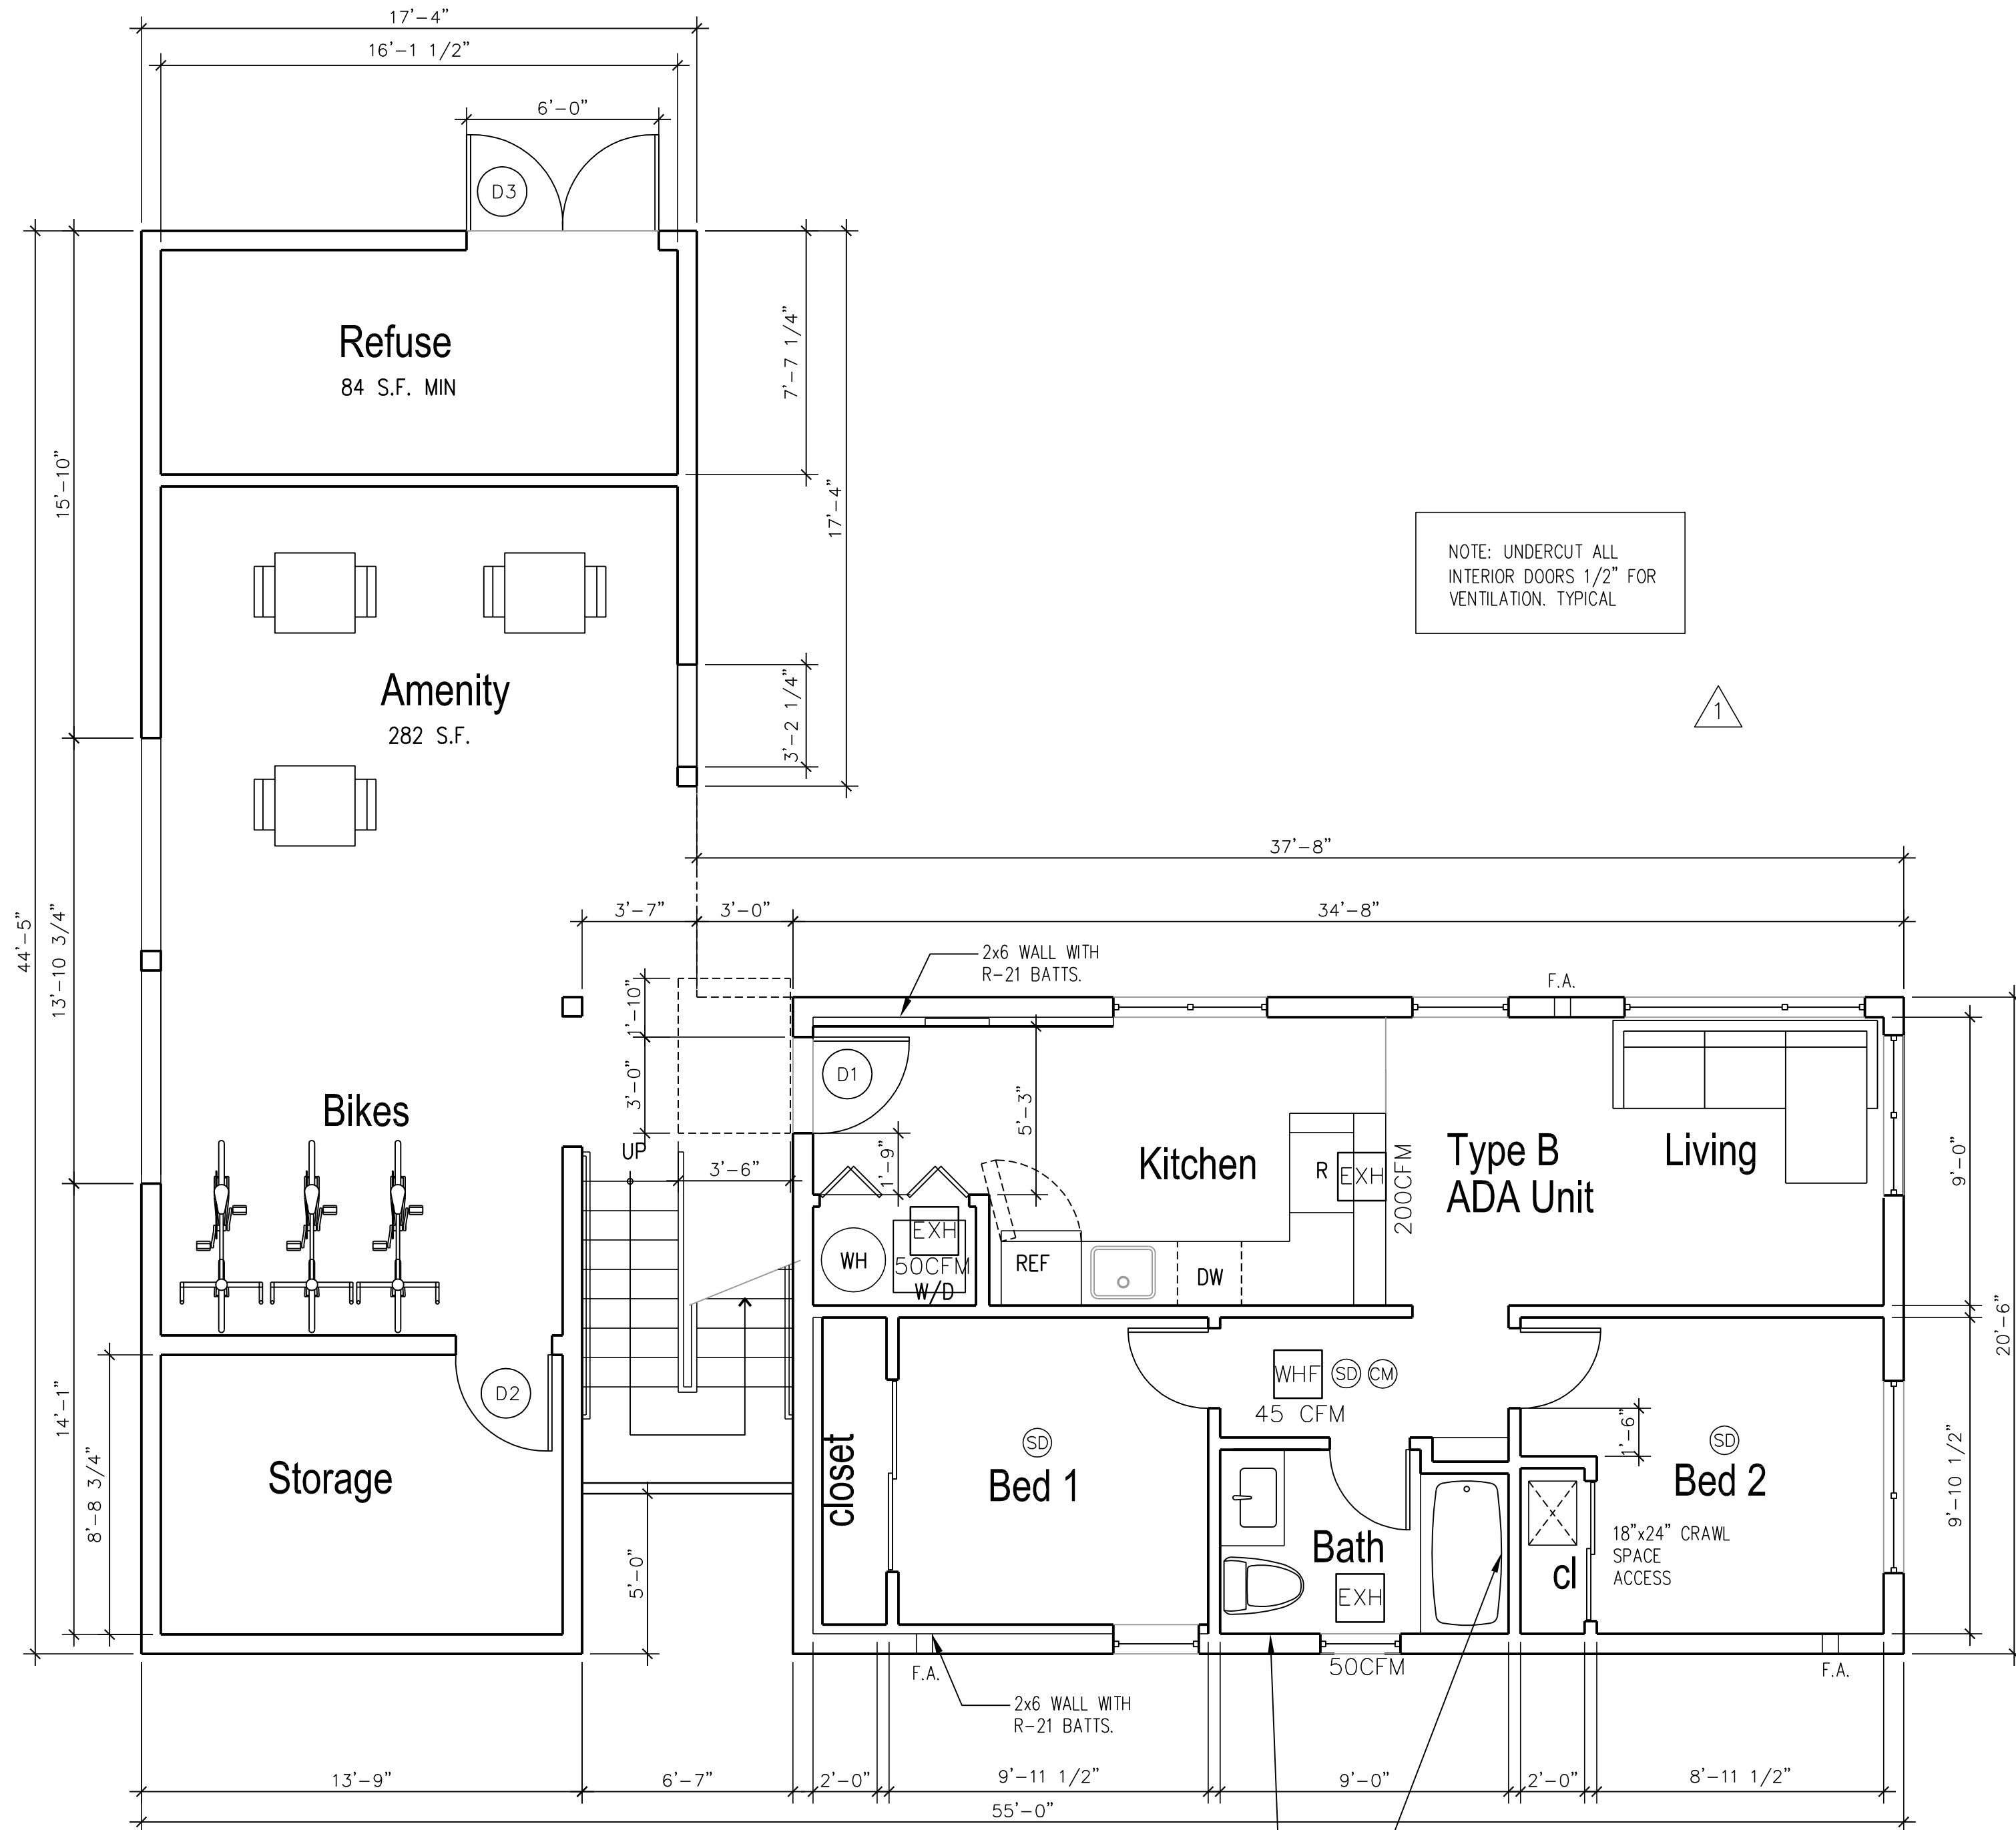 17'-4"
16'-1 1/2"
6'-0"
D3
Refuse
84 S.F. MIN
7'-7 1/4"
15'-10"
17'-4"
NOTE: UNDERCUT ALL
INTERIOR DOORS 1/2" FOR
VENTILATION. TYPICAL
1
Amenity
282 S.F.
3'-2 1/4"
37'-8"
44'-5"
13'-10 3/4"
3'-7"
3'-0"
34'-8"
2x6 WALL WITH
R-21 BATTS.
F.A.
1'-10"
3'-0"
D1
5'-3"
Bikes
UP
3'-6"
1'-9"
Kitchen
R
EXH
200CFM
Type B
ADA Unit
Living
9'-0"
EXH
50CFM
W/D
WH
REF
DW
20'-6"
D2
WHF
SD
CM
45 CFM
14'-1"
8'-8 3/4"
Storage
closet
SD
Bed 1
1'-6"
SD
Bed 2
9'-10 1/2"
18"x24" CRAWL
SPACE
ACCESS
cl
Bath
EXH
5'-0"
50CFM
F.A.
F.A.
2x6 WALL WITH
R-21 BATTS.
13'-9"
6'-7"
2'-0"
9'-11 1/2"
9'-0"
2'-0"
8'-11 1/2"
55'-0"